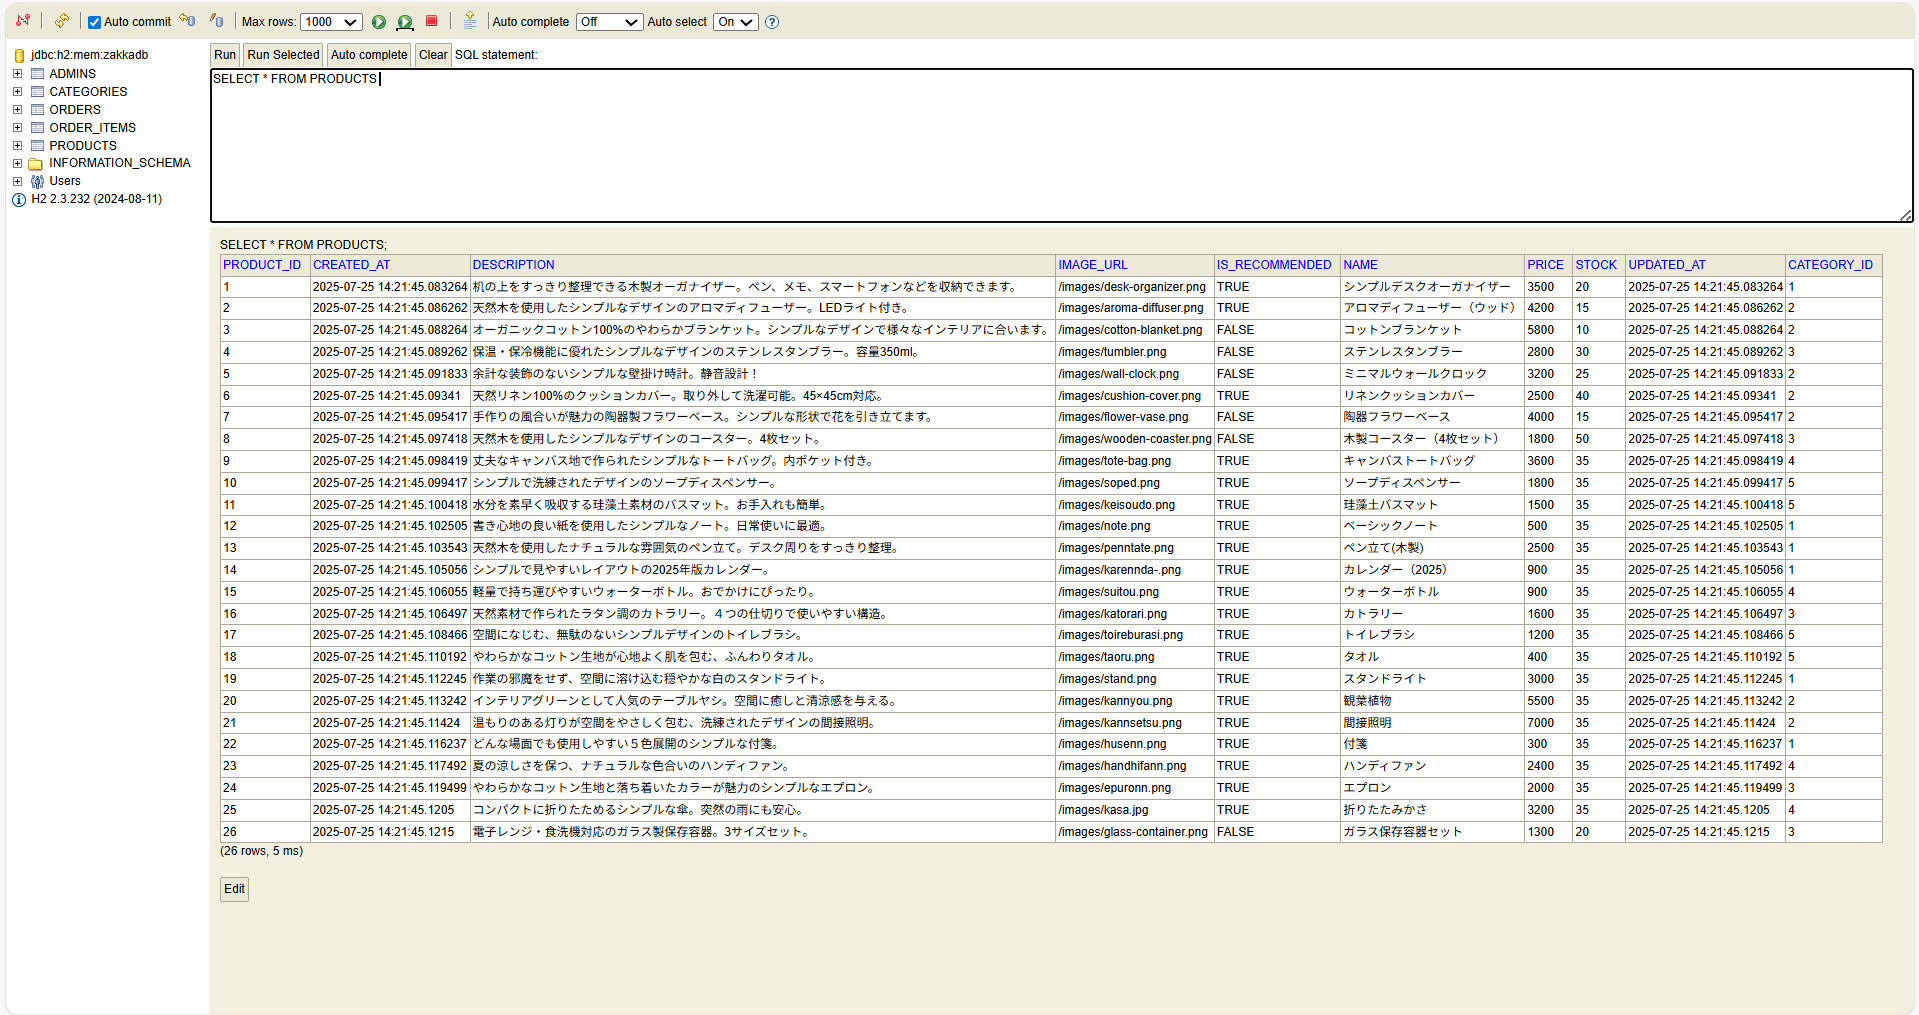 Auto commit Max rows: 1000 Auto complete Off Auto select On
jdbc:h2:mem:zakkadb
ADMINS
CATEGORIES
ORDERS
ORDER_ITEMS
PRODUCTS
INFORMATION_SCHEMA
Users
H2 2.3.232 (2024-08-11)
Run Run Selected Auto complete Clear SQL statement:
SELECT * FROM PRODUCTS
SELECT * FROM PRODUCTS;
PRODUCT_ID CREATED_AT DESCRIPTION IMAGE_URL IS_RECOMMENDED NAME PRICE STOCK UPDATED_AT CATEGORY_ID
1 2025-07-25 14:21:45.083264 机の上をすっきり整理できる木製オーガナイザー。ペン、メモ、スマートフォンなどを収納できます。 /images/desk-organizer.png TRUE シンプルデスクオーガナイザー 3500 20 2025-07-25 14:21:45.083264 1
2 2025-07-25 14:21:45.086262 天然木を使用したシンプルなデザインのアロマディフューザー。LEDライト付き。 /images/aroma-diffuser.png TRUE アロマディフューザー（ウッド） 4200 15 2025-07-25 14:21:45.086262 2
3 2025-07-25 14:21:45.088264 オーガニックコットン100%のやわらかブランケット。シンプルなデザインで様々なインテリアに合います。 /images/cotton-blanket.png FALSE コットンブランケット 5800 10 2025-07-25 14:21:45.088264 2
4 2025-07-25 14:21:45.089262 保温・保冷機能に優れたシンプルなデザインのステンレスタンブラー。容量350ml。 /images/tumbler.png FALSE ステンレスタンブラー 2800 30 2025-07-25 14:21:45.089262 3
5 2025-07-25 14:21:45.091833 余計な装飾のないシンプルな壁掛け時計。静音設計！ /images/wall-clock.png FALSE ミニマルウォールクロック 3200 25 2025-07-25 14:21:45.091833 2
6 2025-07-25 14:21:45.09341 天然リネン100%のクッションカバー。取り外して洗濯可能。45×45cm対応。 /images/cushion-cover.png TRUE リネンクッションカバー 2500 40 2025-07-25 14:21:45.09341 2
7 2025-07-25 14:21:45.095417 手作りの風合いが魅力の陶器製フラワーベース。シンプルな形状で花を引き立てます。 /images/flower-vase.png FALSE 陶器フラワーベース 4000 15 2025-07-25 14:21:45.095417 2
8 2025-07-25 14:21:45.097418 天然木を使用したシンプルなデザインのコースター。4枚セット。 /images/wooden-coaster.png FALSE 木製コースター（4枚セット） 1800 50 2025-07-25 14:21:45.097418 3
9 2025-07-25 14:21:45.098419 丈夫なキャンバス地で作られたシンプルなトートバッグ。内ポケット付き。 /images/tote-bag.png TRUE キャンバストートバッグ 3600 35 2025-07-25 14:21:45.098419 4
10 2025-07-25 14:21:45.099417 シンプルで洗練されたデザインのソープディスペンサー。 /images/soped.png TRUE ソープディスペンサー 1800 35 2025-07-25 14:21:45.099417 5
11 2025-07-25 14:21:45.100418 水分を素早く吸収する珪藻土素材のバスマット。お手入れも簡単。 /images/keisoudo.png TRUE 珪藻土バスマット 1500 35 2025-07-25 14:21:45.100418 5
12 2025-07-25 14:21:45.102505 書き心地の良い紙を使用したシンプルなノート。日常使いに最適。 /images/note.png TRUE ベーシックノート 500 35 2025-07-25 14:21:45.102505 1
13 2025-07-25 14:21:45.103543 天然木を使用したナチュラルな雰囲気のペン立て。デスク周りをすっきり整理。 /images/penntate.png TRUE ペン立て(木製) 2500 35 2025-07-25 14:21:45.103543 1
14 2025-07-25 14:21:45.105056 シンプルで見やすいレイアウトの2025年版カレンダー。 /images/karennda-.png TRUE カレンダー（2025） 900 35 2025-07-25 14:21:45.105056 1
15 2025-07-25 14:21:45.106055 軽量で持ち運びやすいウォーターボトル。おでかけにぴったり。 /images/suitou.png TRUE ウォーターボトル 900 35 2025-07-25 14:21:45.106055 4
16 2025-07-25 14:21:45.106497 天然素材で作られたラタン調のカトラリー。４つの仕切りで使いやすい構造。 /images/katorari.png TRUE カトラリー 1600 35 2025-07-25 14:21:45.106497 3
17 2025-07-25 14:21:45.108466 空間になじむ、無駄のないシンプルデザインのトイレブラシ。 /images/toireburasi.png TRUE トイレブラシ 1200 35 2025-07-25 14:21:45.108466 5
18 2025-07-25 14:21:45.110192 やわらかなコットン生地が心地よく肌を包む、ふんわりタオル。 /images/taoru.png TRUE タオル 400 35 2025-07-25 14:21:45.110192 5
19 2025-07-25 14:21:45.112245 作業の邪魔をせず、空間に溶け込む穏やかな白のスタンドライト。 /images/stand.png TRUE スタンドライト 3000 35 2025-07-25 14:21:45.112245 1
20 2025-07-25 14:21:45.113242 インテリアグリーンとして人気のテーブルヤシ。空間に癒しと清涼感を与える。 /images/kannyou.png TRUE 観葉植物 5500 35 2025-07-25 14:21:45.113242 2
21 2025-07-25 14:21:45.11424 温もりのある灯りが空間をやさしく包む、洗練されたデザインの間接照明。 /images/kannsetsu.png TRUE 間接照明 7000 35 2025-07-25 14:21:45.11424 2
22 2025-07-25 14:21:45.116237 どんな場面でも使用しやすい５色展開のシンプルな付箋。 /images/husenn.png TRUE 付箋 300 35 2025-07-25 14:21:45.116237 1
23 2025-07-25 14:21:45.117492 夏の涼しさを保つ、ナチュラルな色合いのハンディファン。 /images/handhifann.png TRUE ハンディファン 2400 35 2025-07-25 14:21:45.117492 4
24 2025-07-25 14:21:45.119499 やわらかなコットン生地と落ち着いたカラーが魅力のシンプルなエプロン。 /images/epuronn.png TRUE エプロン 2000 35 2025-07-25 14:21:45.119499 3
25 2025-07-25 14:21:45.1205 コンパクトに折りたためるシンプルな傘。突然の雨にも安心。 /images/kasa.jpg TRUE 折りたたみかさ 3200 35 2025-07-25 14:21:45.1205 4
26 2025-07-25 14:21:45.1215 電子レンジ・食洗機対応のガラス製保存容器。3サイズセット。 /images/glass-container.png FALSE ガラス保存容器セット 1300 20 2025-07-25 14:21:45.1215 3
(26 rows, 5 ms)
Edit